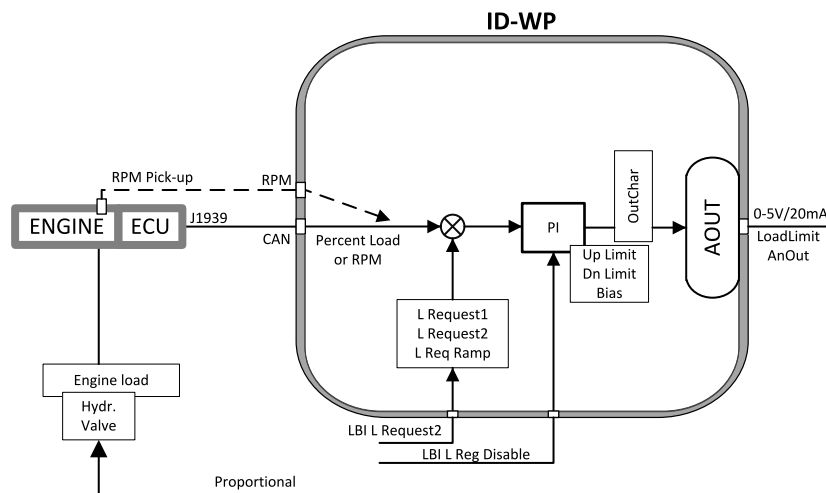 ID-WP
RPM Pick-up
RPM
ENGINE
ECU
J1939
CAN
Percent Load
or RPM
PI
OutChar
Up Limit
Dn Limit
Bias
AOUT
0-5V/20mA
LoadLimit
AnOut
L Request1
L Request2
L Req Ramp
Engine load
Hydr.
Valve
LBI L Request2
LBI L Reg Disable
Proportional